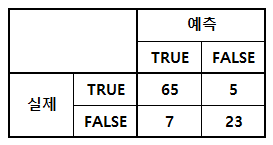 예측
TRUE FALSE
실제 TRUE 65 5
FALSE 7 23